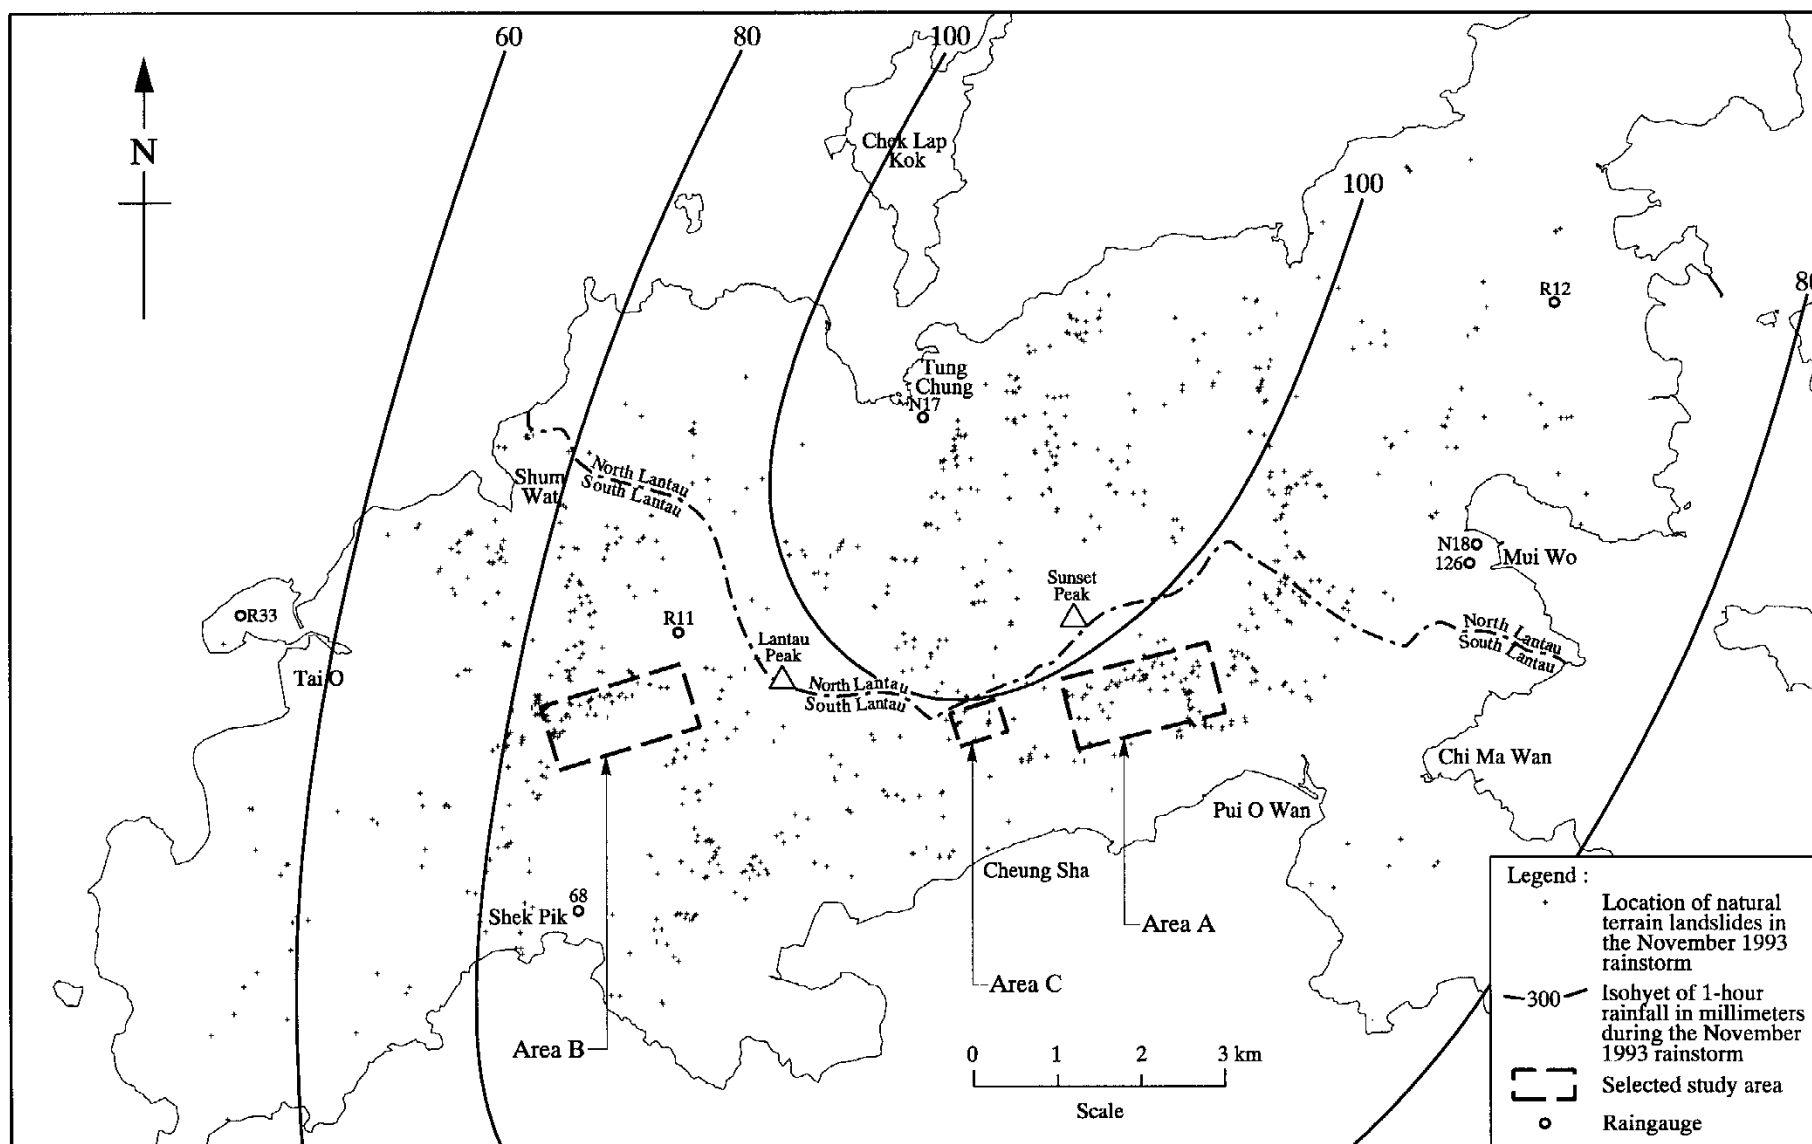 60
80
100
N
Chek Lap
Kok
100
80
R12
Tung
Chung
N17
North Lantau
South Lantau
Shum
Wat
N18
126
Mui Wo
Sunset
Peak
R33
R11
Lantau
Peak
Tai O
North Lantau
South Lantau
North Lantau
South Lantau
Chi Ma Wan
Pui O Wan
Cheung Sha
68
Shek Pik
Area A
Area C
Area B
0 1 2 3 km
Scale
Legend :
Location of natural
terrain landslides in
the November 1993
rainstorm
300
Isohyet of 1-hour
rainfall in millimeters
during the November
1993 rainstorm
Selected study area
Raingauge